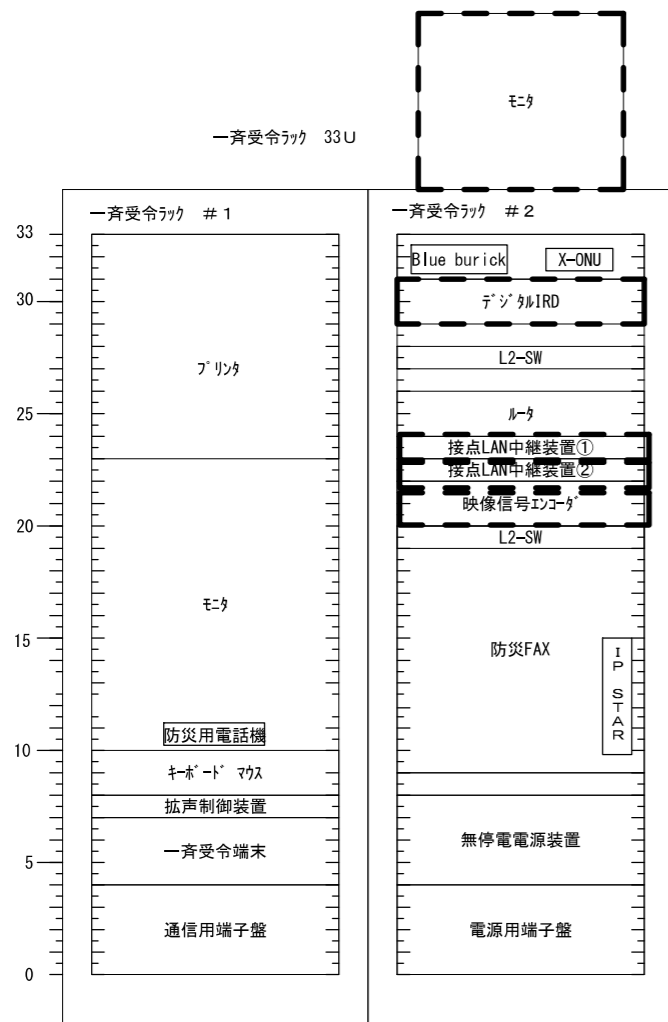 モニタ
一斉受令ラック 33U
一斉受令ラック #1
一斉受令ラック #2
33
30
25
20
15
10
5
0
プリンタ
モニタ
防災用電話機
キーボード マウス
拡声制御装置
一斉受令端末
通信用端子盤
Blue burick
X-ONU
デジタルIRD
L2-SW
ルータ
接点LAN中継装置①
接点LAN中継装置②
映像信号エンコーダ
L2-SW
防災FAX
IP STAR
無停電電源装置
電源用端子盤